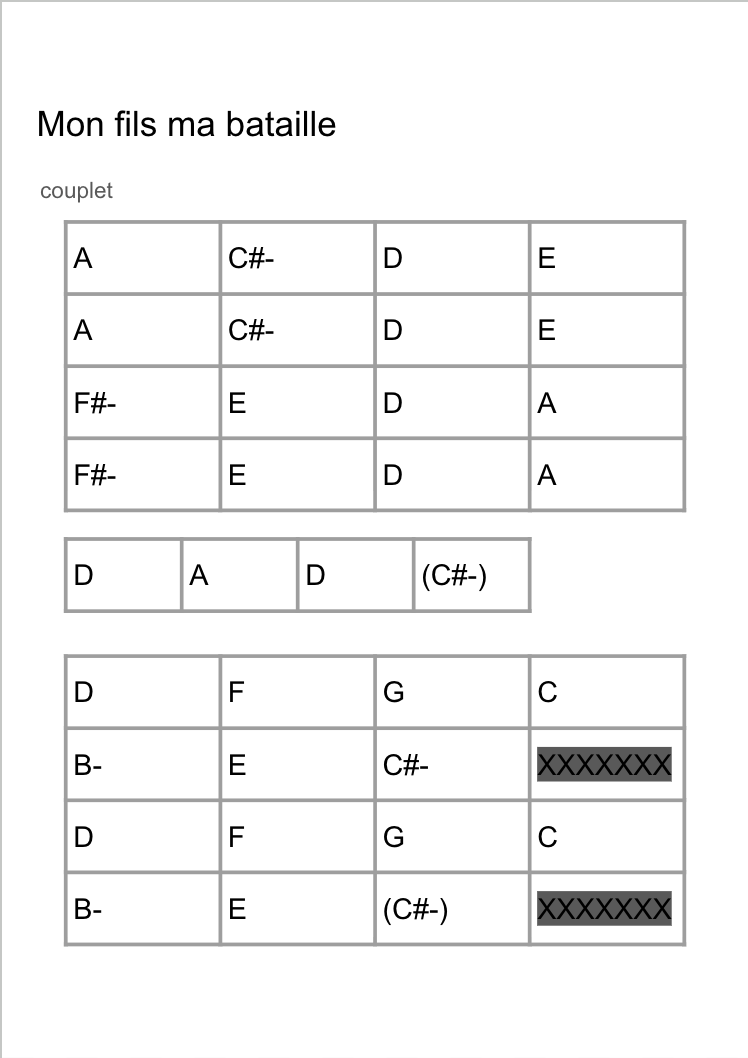 Mon fils ma bataille
couplet
A C#- D E
A C#- D E
F#- E D A
F#- E D A
D A D (C#-)
D F G C
B- E C#- XXXXXXX
D F G C
B- E (C#-) XXXXXXX